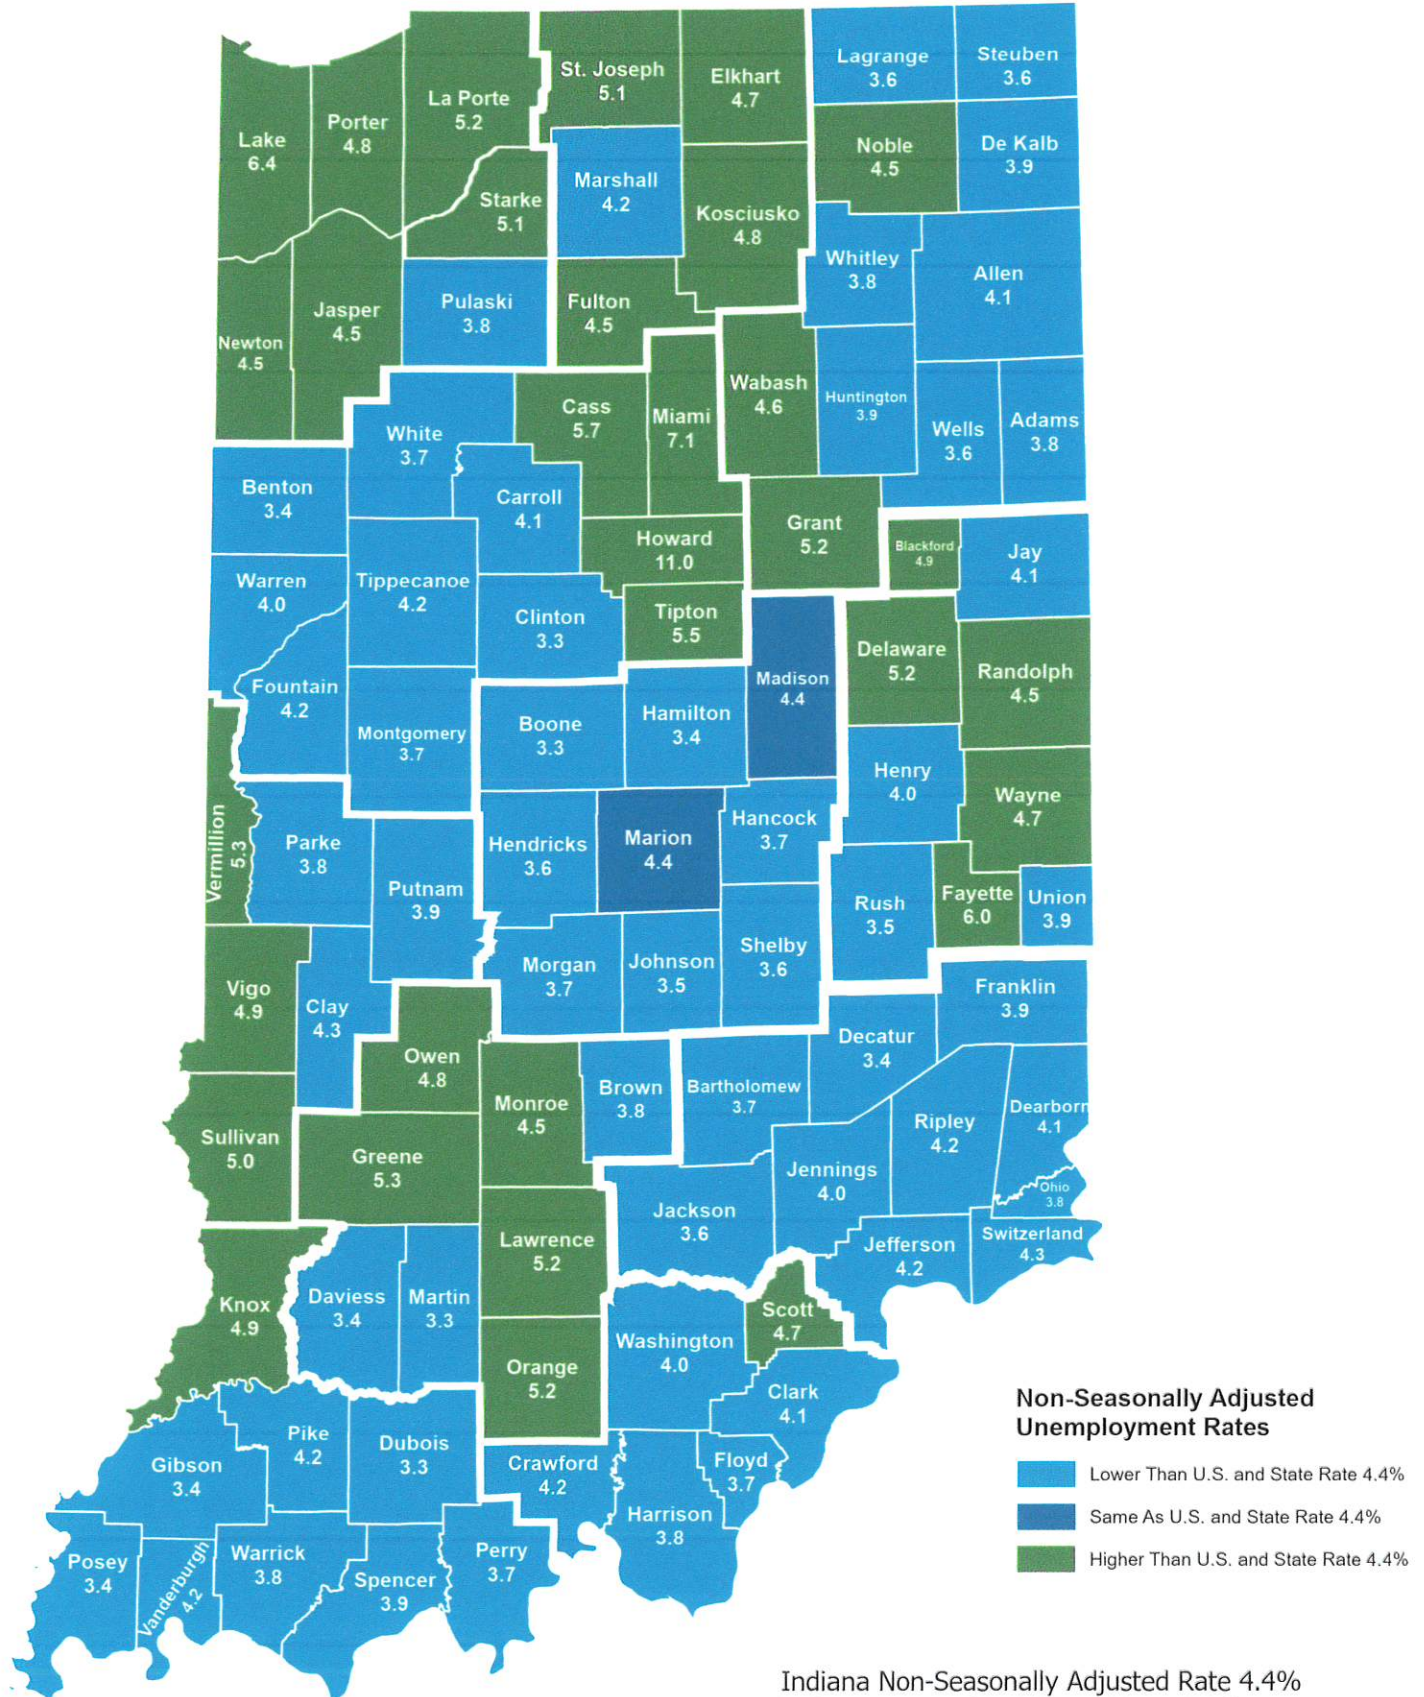 Lake
6.4
Porter
4.8
La Porte
5.2
St. Joseph
5.1
Elkhart
4.7
Lagrange
3.6
Steuben
3.6
Noble
4.5
De Kalb
3.9
Starke
5.1
Marshall
4.2
Kosciusko
4.8
Whitley
3.8
Allen
4.1
Newton
4.5
Jasper
4.5
Pulaski
3.8
Fulton
4.5
Wabash
4.6
Huntington
3.9
Wells
3.6
Adams
3.8
White
3.7
Cass
5.7
Miami
7.1
Benton
3.4
Carroll
4.1
Howard
11.0
Grant
5.2
Blackford
4.9
Jay
4.1
Warren
4.0
Tippecanoe
4.2
Clinton
3.3
Tipton
5.5
Madison
4.4
Delaware
5.2
Randolph
4.5
Fountain
4.2
Montgomery
3.7
Boone
3.3
Hamilton
3.4
Henry
4.0
Wayne
4.7
Vermillion
5.3
Parke
3.8
Putnam
3.9
Hendricks
3.6
Marion
4.4
Hancock
3.7
Rush
3.5
Fayette
6.0
Union
3.9
Vigo
4.9
Clay
4.3
Morgan
3.7
Johnson
3.5
Shelby
3.6
Franklin
3.9
Owen
4.8
Monroe
4.5
Brown
3.8
Bartholomew
3.7
Decatur
3.4
Ripley
4.2
Dearborn
4.1
Ohio
3.8
Sullivan
5.0
Greene
5.3
Jackson
3.6
Jennings
4.0
Jefferson
4.2
Switzerland
4.3
Knox
4.9
Daviess
3.4
Martin
3.3
Lawrence
5.2
Orange
5.2
Washington
4.0
Scott
4.7
Clark
4.1
Gibson
3.4
Pike
4.2
Dubois
3.3
Crawford
4.2
Floyd
3.7
Harrison
3.8
Posey
3.4
Vanderburgh
4.2
Warrick
3.8
Spencer
3.9
Perry
3.7
Non-Seasonally Adjusted
Unemployment Rates
Lower Than U.S. and State Rate 4.4%
Same As U.S. and State Rate 4.4%
Higher Than U.S. and State Rate 4.4%
Indiana Non-Seasonally Adjusted Rate 4.4%